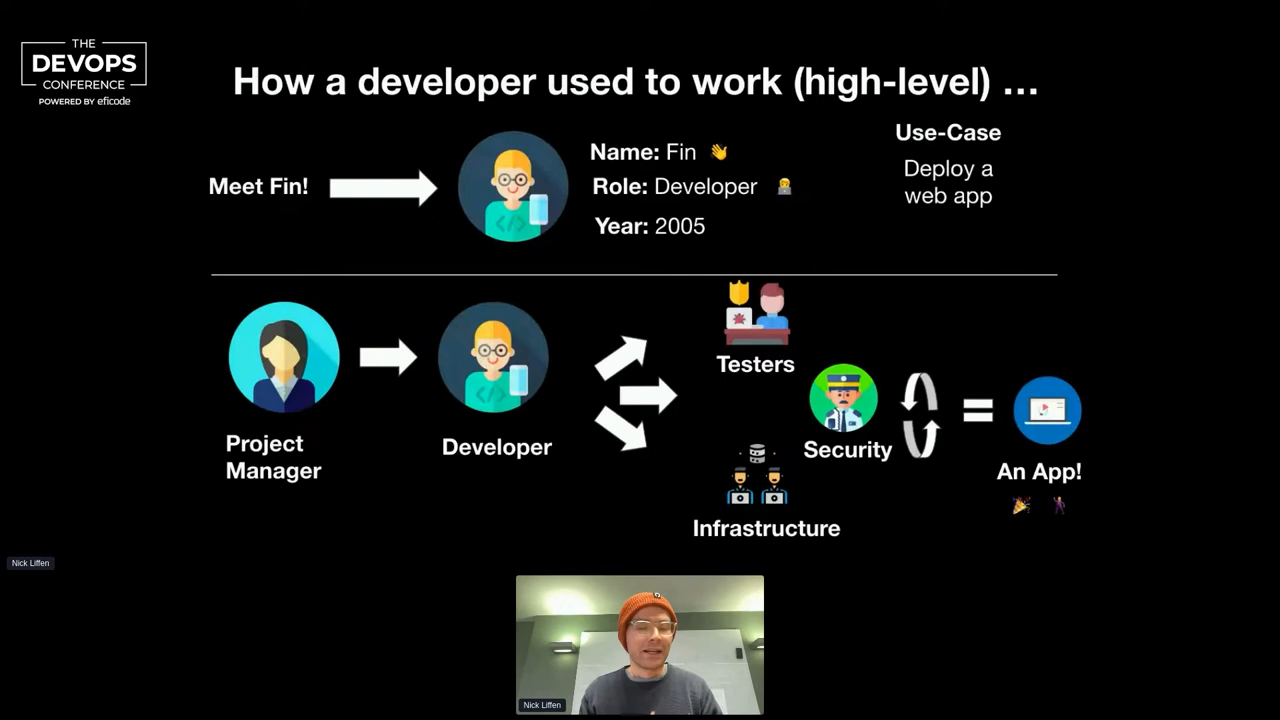 THE
DEVOPS
CONFERENCE
POWERED BY eficode
How a developer used to work (high-level) ...
Meet Fin!
Name: Fin 👋
Role: Developer
Year: 2005
Use-Case
Deploy a
web app
Project
Manager
Developer
Testers
Security
Infrastructure
=
An App!
Nick Liffen
Nick Liffen